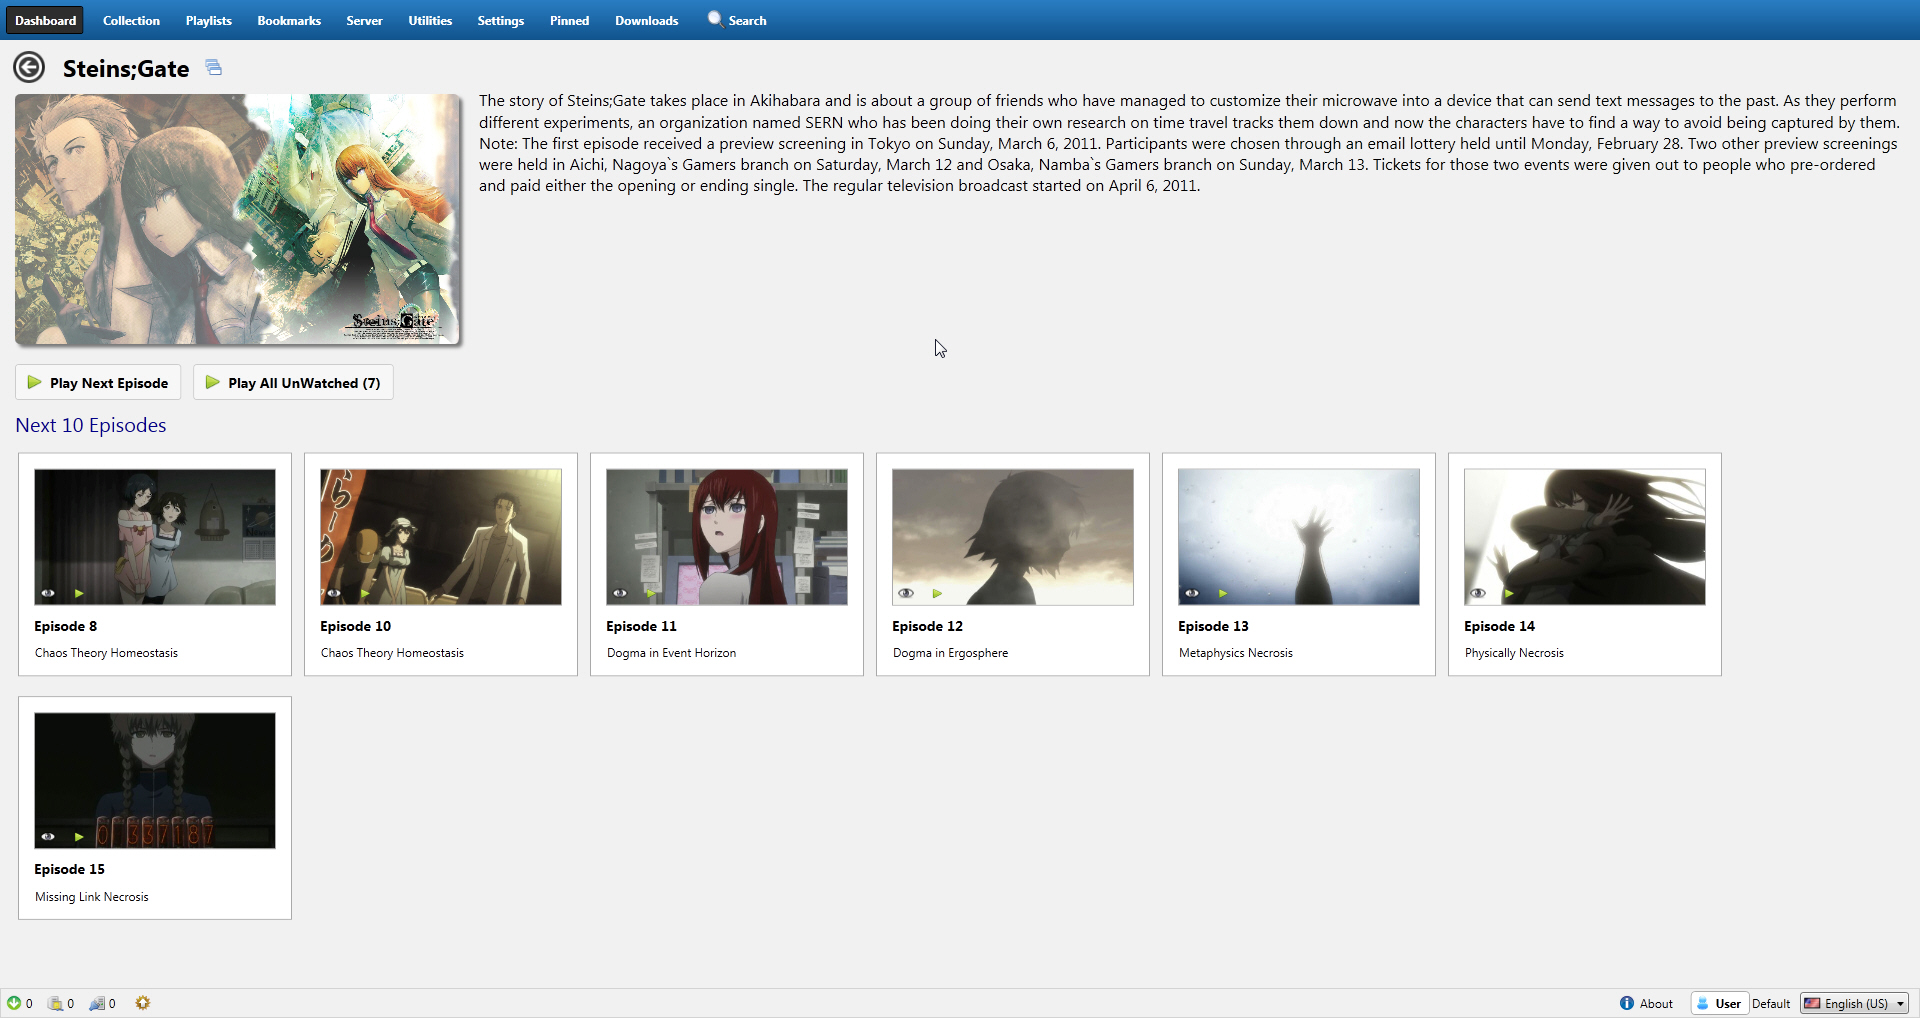 Dashboard Collection Playlists Bookmarks Server Utilities Settings Pinned Downloads Search
Steins;Gate
The story of Steins;Gate takes place in Akihabara and is about a group of friends who have managed to customize their microwave into a device that can send text messages to the past. As they perform
different experiments, an organization named SERN who has been doing their own research on time travel tracks them down and now the characters have to find a way to avoid being captured by them.
Note: The first episode received a preview screening in Tokyo on Sunday, March 6, 2011. Participants were chosen through an email lottery held until Monday, February 28. Two other preview screenings
were held in Aichi, Nagoya`s Gamers branch on Saturday, March 12 and Osaka, Namba`s Gamers branch on Sunday, March 13. Tickets for those two events were given out to people who pre-ordered
and paid either the opening or ending single. The regular television broadcast started on April 6, 2011.
Steins;Gate
Play Next Episode Play All UnWatched (7)
Next 10 Episodes
Episode 8
Chaos Theory Homeostasis
Episode 10
Chaos Theory Homeostasis
Episode 11
Dogma in Event Horizon
Episode 12
Dogma in Ergosphere
Episode 13
Metaphysics Necrosis
Episode 14
Physically Necrosis
Episode 15
Missing Link Necrosis
0 0 0 About User Default English (US)